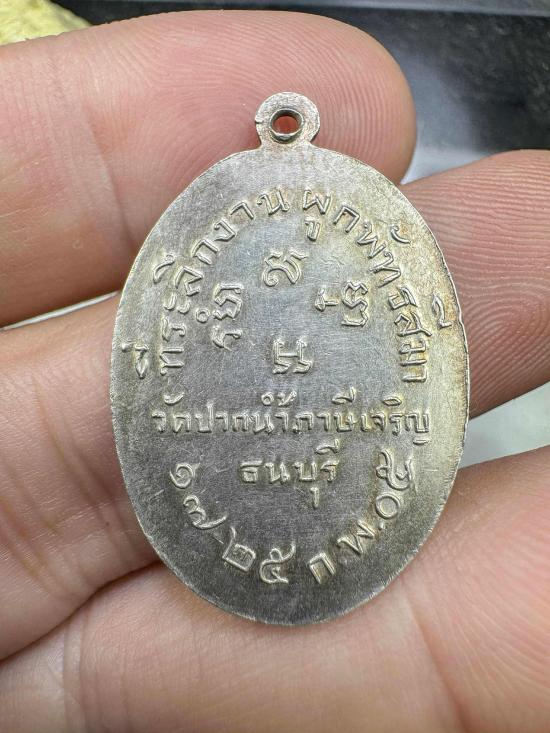 ที่ระลึกงานผูกพัทธสีมา
วัดปากน้ำภาษีเจริญ
ธนบุรี
๑๗-๒๕ ก.พ.๐๕